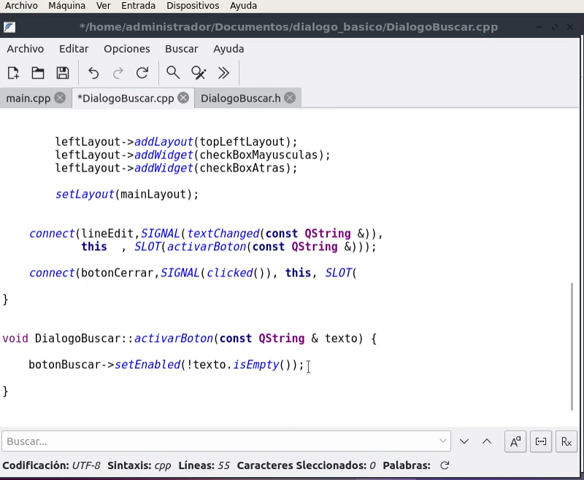 Archivo Máquina Ver Entrada Dispositivos Ayuda
*/home/administrador/Documentos/dialogo_basico/DialogoBuscar.cpp
Archivo Editar Opciones Buscar Ayuda
main.cpp *DialogoBuscar.cpp DialogoBuscar.h
leftLayout->addLayout(topLeftLayout);
leftLayout->addWidget(checkBoxMayusculas);
leftLayout->addWidget(checkBoxAtras);
setLayout(mainLayout);
connect(lineEdit,SIGNAL(textChanged(const QString &)),
this , SLOT(activarBoton(const QString &)));
connect(botonCerrar,SIGNAL(clicked()), this, SLOT(
}
void DialogoBuscar::activarBoton(const QString & texto) {
botonBuscar->setEnabled(!texto.isEmpty());
}
Buscar...
Codificación: UTF-8 Sintaxis: cpp Líneas: 55 Caracteres Seleccionados: 0 Palabras: